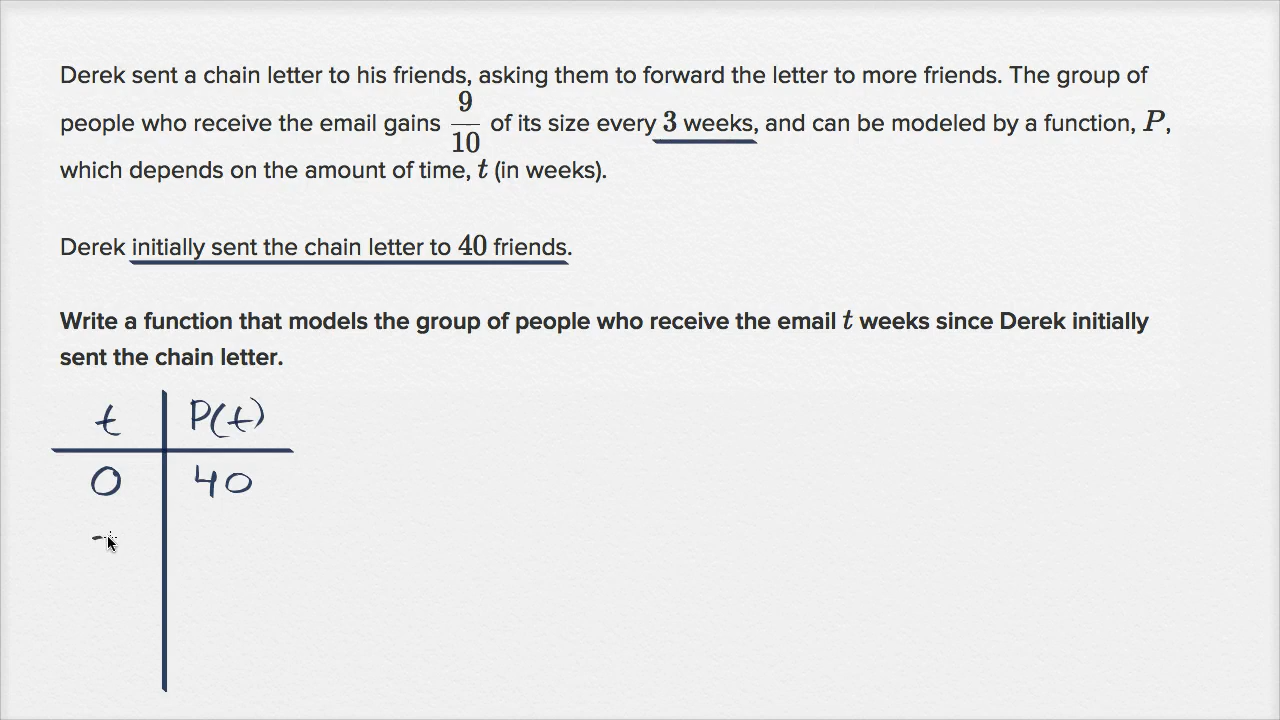 Derek sent a chain letter to his friends, asking them to forward the letter to more friends. The group of
people who receive the email gains 9/10 of its size every 3 weeks, and can be modeled by a function, P,
which depends on the amount of time, t (in weeks).
Derek initially sent the chain letter to 40 friends.
Write a function that models the group of people who receive the email t weeks since Derek initially
sent the chain letter.
t P(t)
0 40